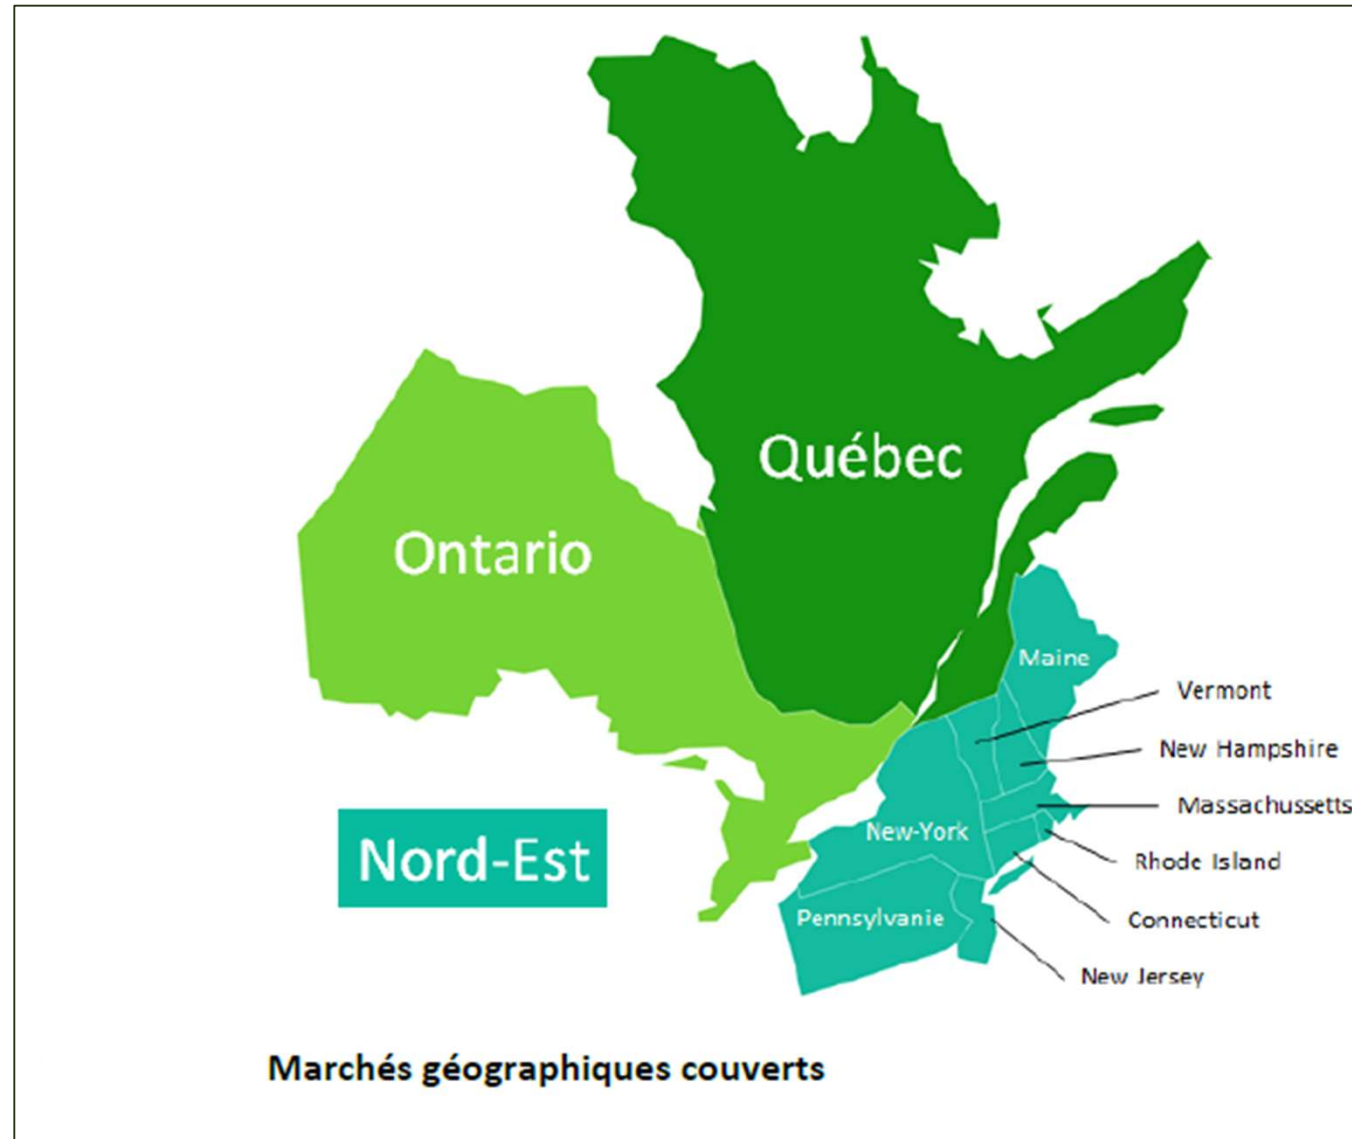 Québec
Ontario
Maine
Vermont
New Hampshire
Massachussetts
New-York
Nord-Est
Rhode Island
Pennsylvanie
Connecticut
New Jersey
Marchés géographiques couverts